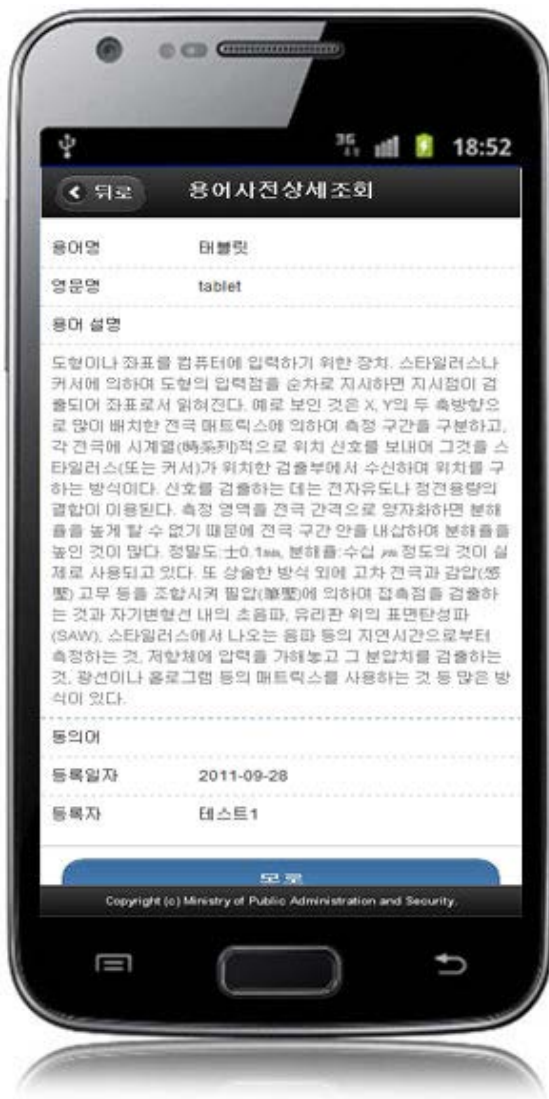 3G
18:52
뒤로 용어사전상세조회
용어명 태블릿
영문명 tablet
용어 설명
도형이나 좌표를 컴퓨터에 입력하기 위한 장치. 스타일러스나
커서에 의하여 도형의 입력점을 순차로 지시하면 지시점이 검
출되어 좌표로서 읽혀진다. 예로 보인 것은 X, Y의 두 축방향으
로 많이 배치한 전극 매트릭스에 의하여 측정 구간을 구분하고,
각 전극에 시계열(時系列)적으로 위치 신호를 보내어 그것을 스
타일러스(또는 커서)가 위치한 검출부에서 수신하며 위치를 구
하는 방식이다. 신호를 검출하는 데는 전자유도나 정전용량의
결합이 이용된다. 측정 영역을 전극 간격으로 양자화하면 분해
율을 높게 할 수 없기 때문에 전극 구간 안을 내삽하여 분해율을
높인 것이 많다. 정밀도:±0.1㎜, 분해율:수십 ㎛ 정도의 것이 실
제로 사용되고 있다. 또 상술한 방식 외에 고차 전극과 감압(感
壓) 고무 등을 조합시켜 필압(筆壓)에 의하여 접촉점을 검출하
는 것과 자기변형선 내의 초음파, 유리판 위의 표면탄성파
(SAW), 스타일러스에서 나오는 음파 등의 지연시간으로부터
측정하는 것, 저항체에 압력을 가해놓고 그 분압치를 검출하는
것, 광선이나 홀로그램 등의 매트릭스를 사용하는 것 등 많은 방
식이 있다.
동의어
등록일자 2011-09-28
등록자 테스트1
목록
Copyright (c) Ministry of Public Administration and Security.